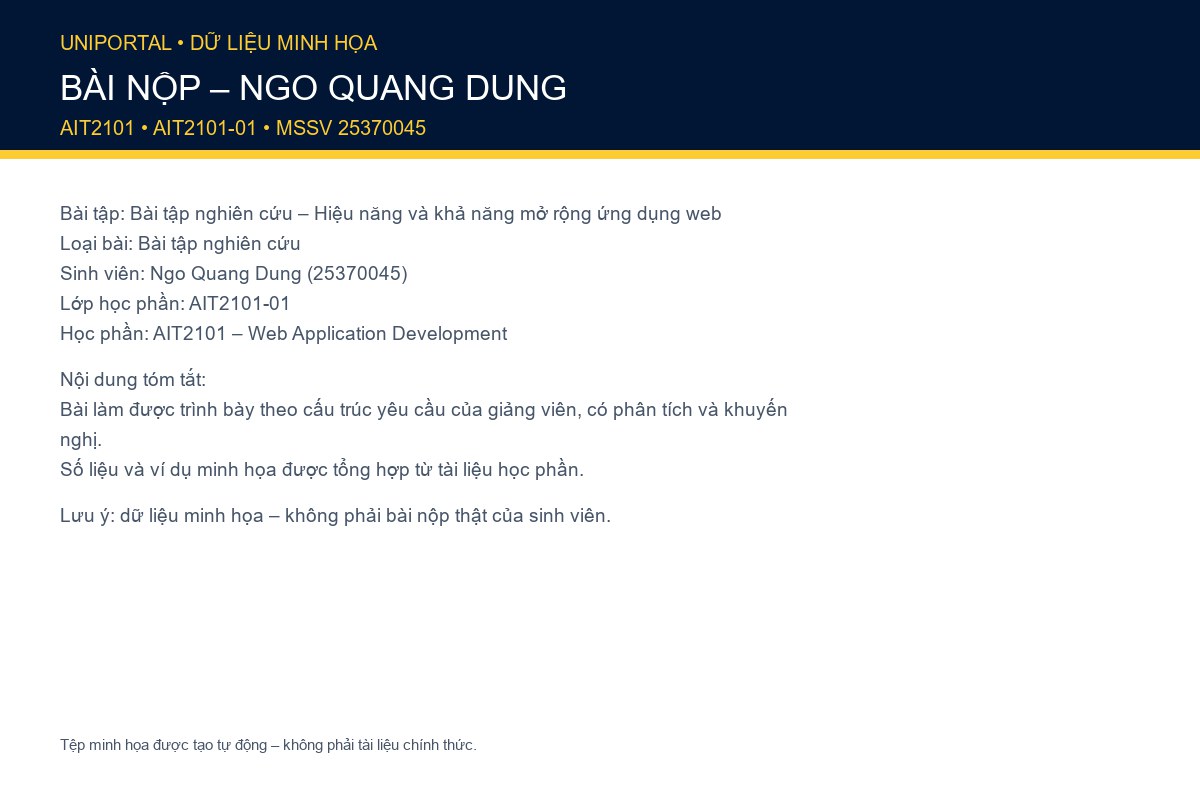 UNIPORTAL • DỮ LIỆU MINH HỌA
BÀI NỘP – NGO QUANG DUNG
AIT2101 • AIT2101-01 • MSSV 25370045
Bài tập: Bài tập nghiên cứu – Hiệu năng và khả năng mở rộng ứng dụng web
Loại bài: Bài tập nghiên cứu
Sinh viên: Ngo Quang Dung (25370045)
Lớp học phần: AIT2101-01
Học phần: AIT2101 – Web Application Development
Nội dung tóm tắt:
Bài làm được trình bày theo cấu trúc yêu cầu của giảng viên, có phân tích và khuyến
nghị.
Số liệu và ví dụ minh họa được tổng hợp từ tài liệu học phần.
Lưu ý: dữ liệu minh họa – không phải bài nộp thật của sinh viên.
Tệp minh họa được tạo tự động – không phải tài liệu chính thức.